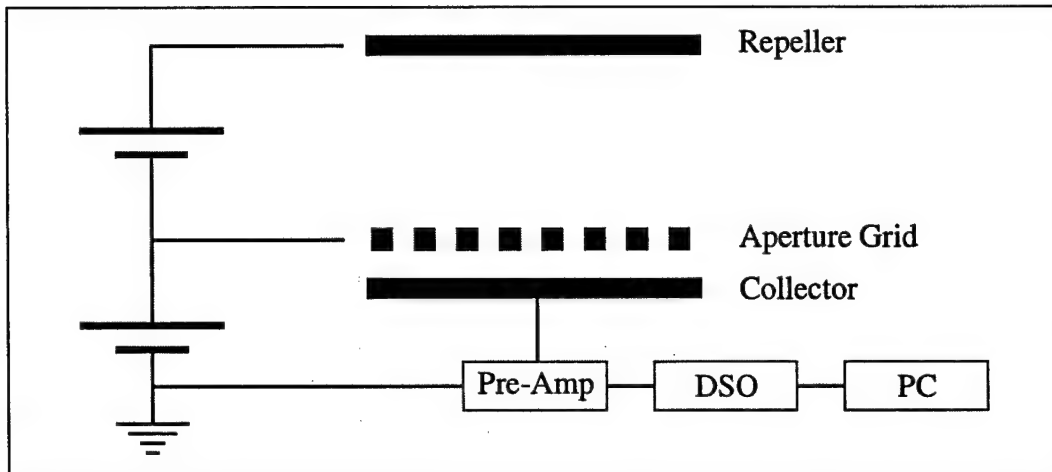 Repeller
Aperture Grid
Collector
Pre-Amp
DSO
PC